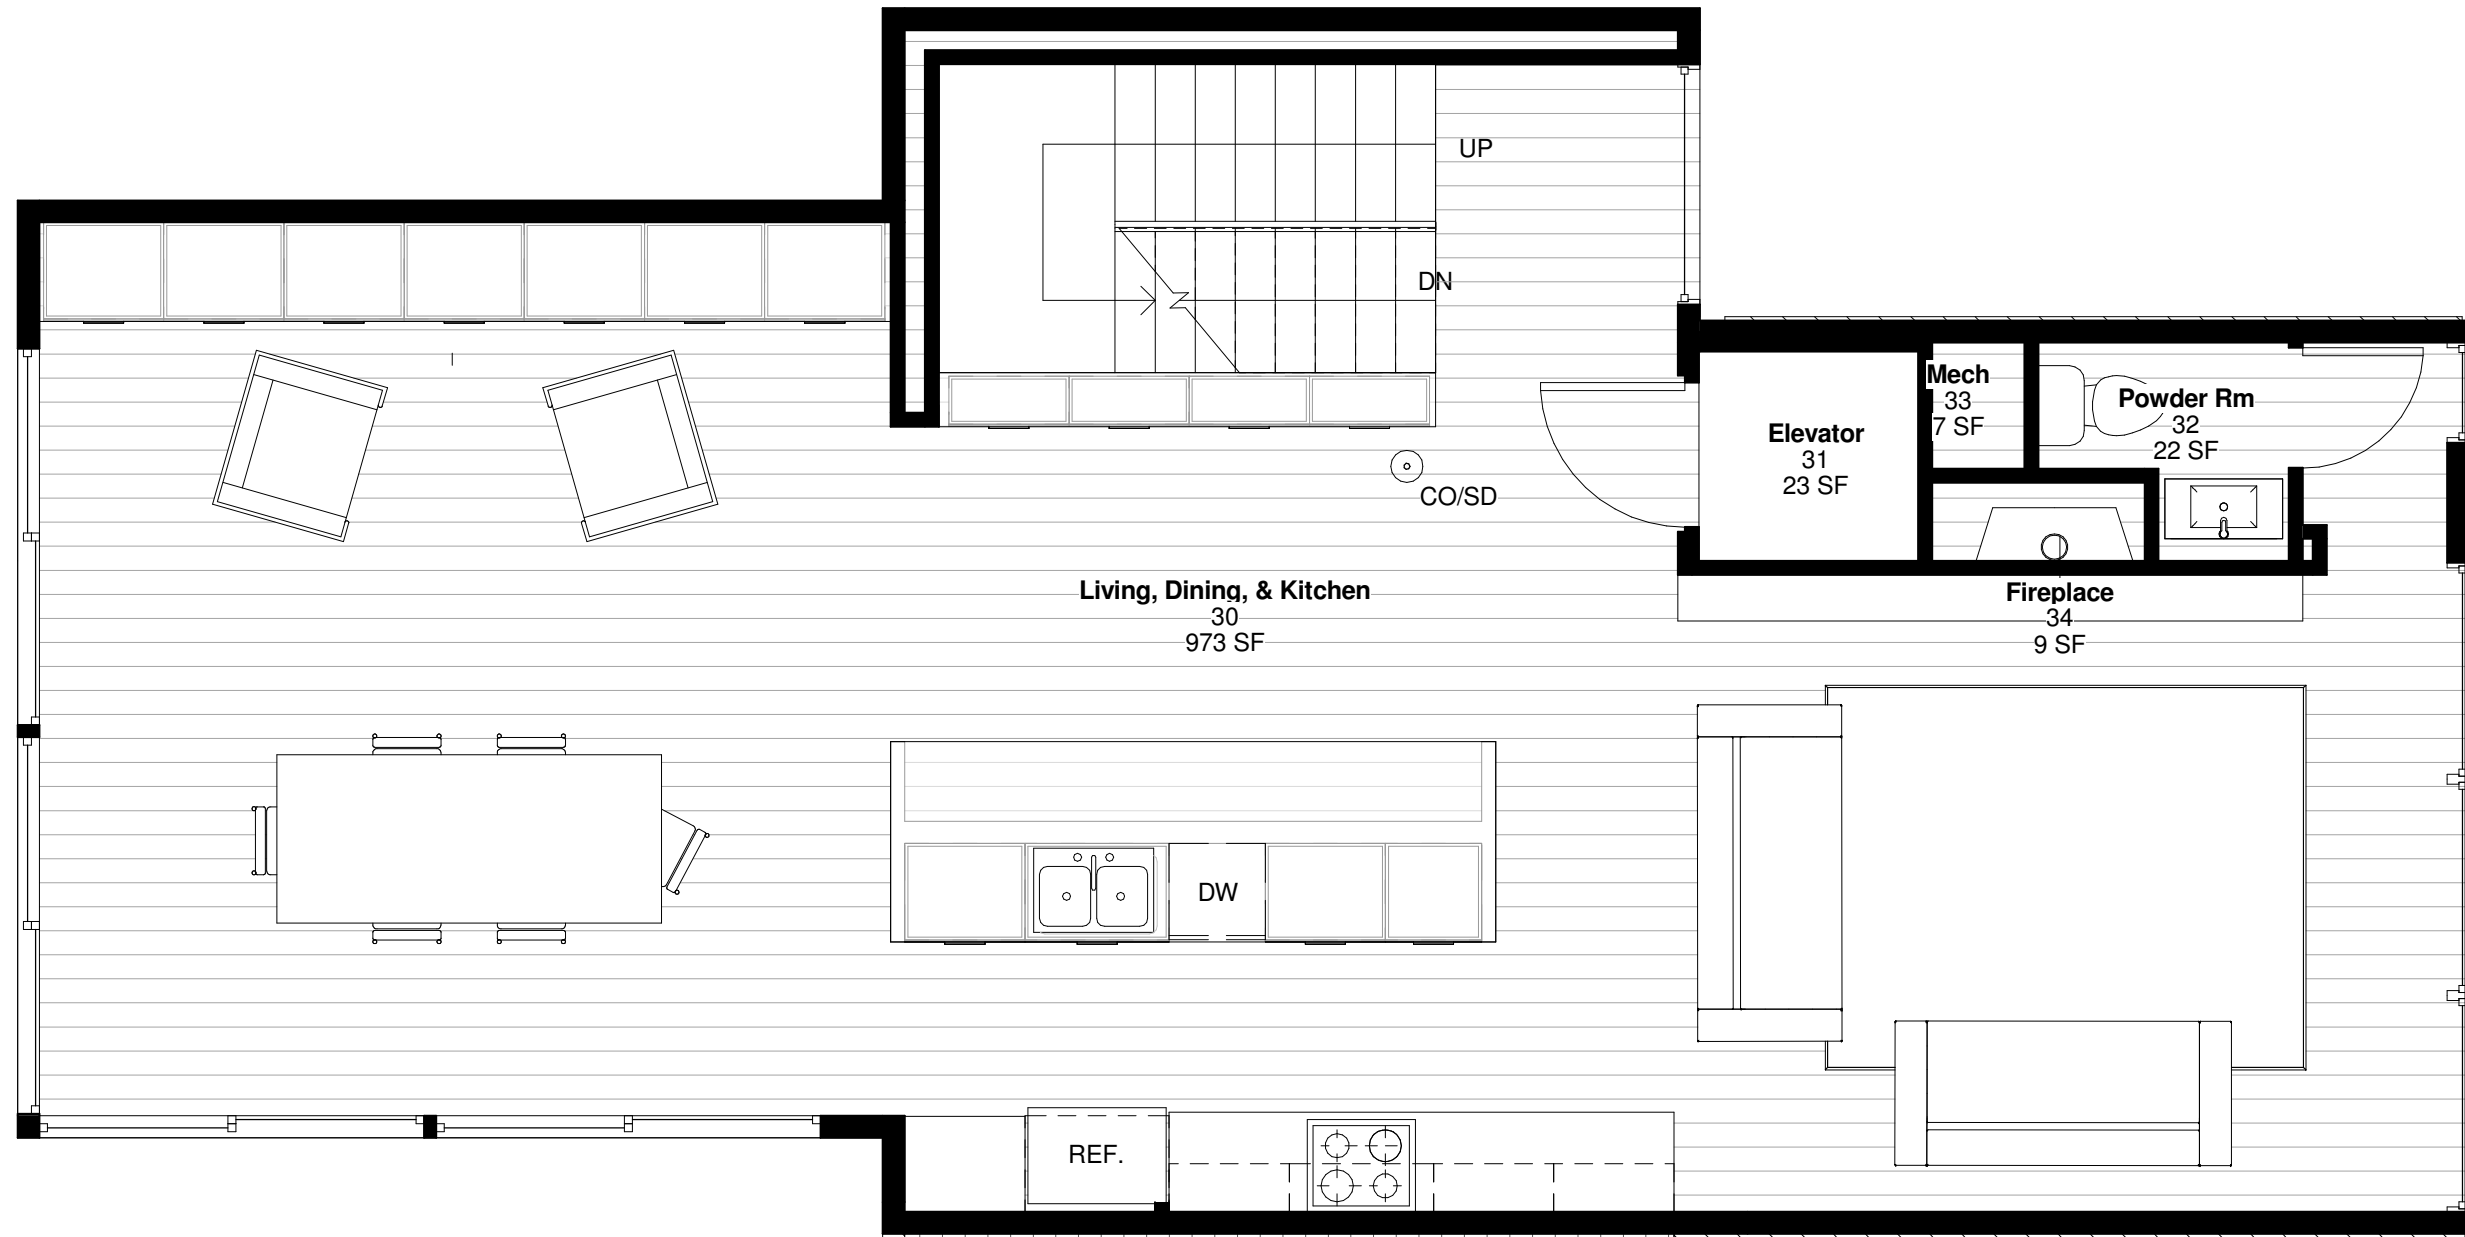 UP
DN
Mech
33
7 SF
Powder Rm
32
22 SF
Elevator
31
23 SF
CO/SD
Living, Dining, & Kitchen
30
973 SF
Fireplace
34
9 SF
DW
REF.